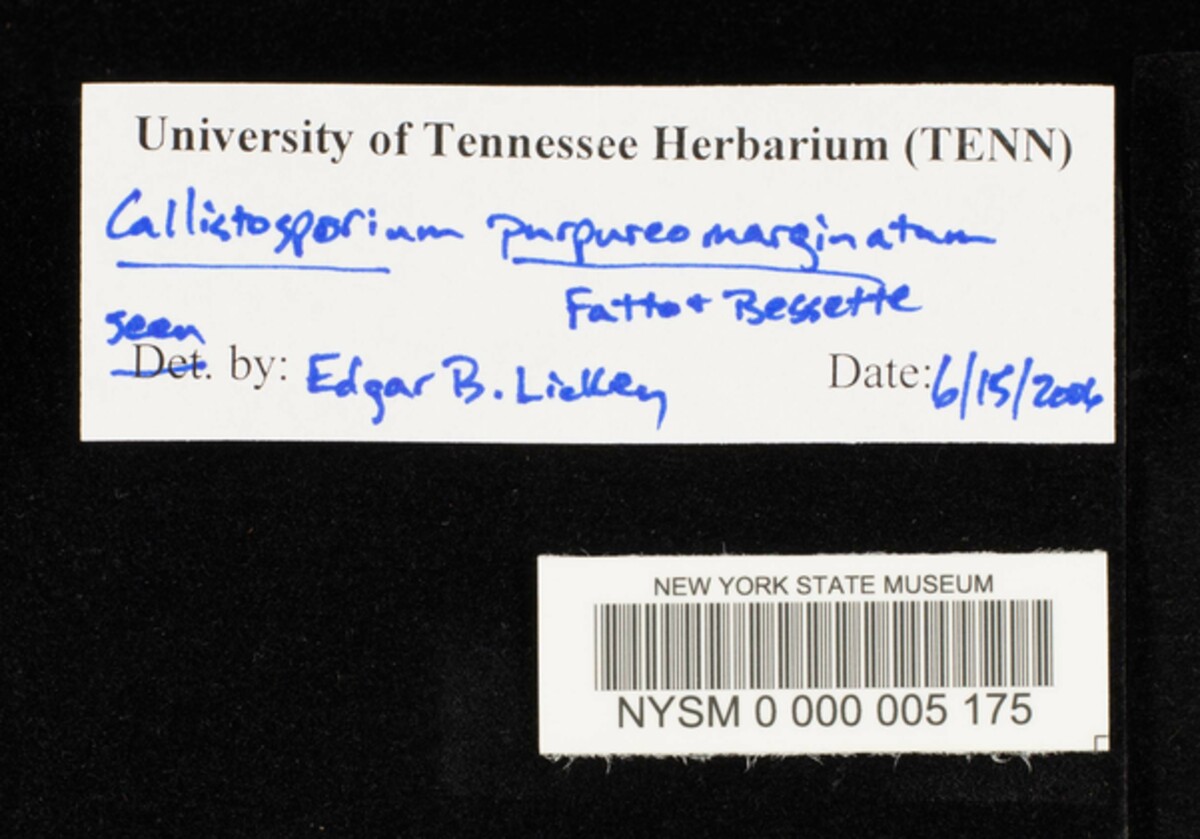 University of Tennessee Herbarium (TENN)
Callistosporium purpureomarginatum
Fatto + Bessette
seen
Det. by: Edgar B. Lickey Date: 6/15/2006
NEW YORK STATE MUSEUM
NYSM 0 000 005 175